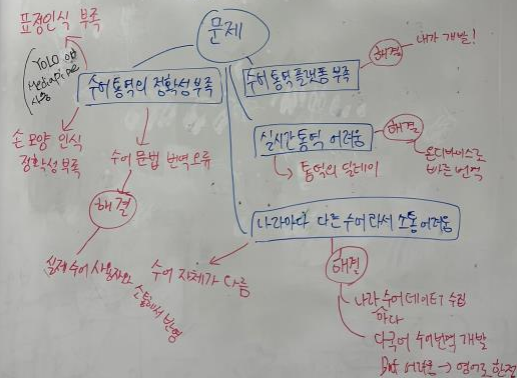 표정인식 부족
문제
YOLO와
Mediapipe
사용
수어통역의 정확성 부족
수어 통역 플랫폼 부족
해결
내가 개발!
손 모양 인식
정확성 부족
수어 문법 번역 오류
해결
실제 수어 사용자와
소통해서 반영
실시간 통역 어려움
통역의 딜레이
해결
온디바이스로
빠른 번역
나라마다 다른 수어라서 소통 어려움
수어 자체가 다름
해결
나라 수어 데이터 수집
하다
다국어 수어번역 개발
어려움 → 영어로 한정